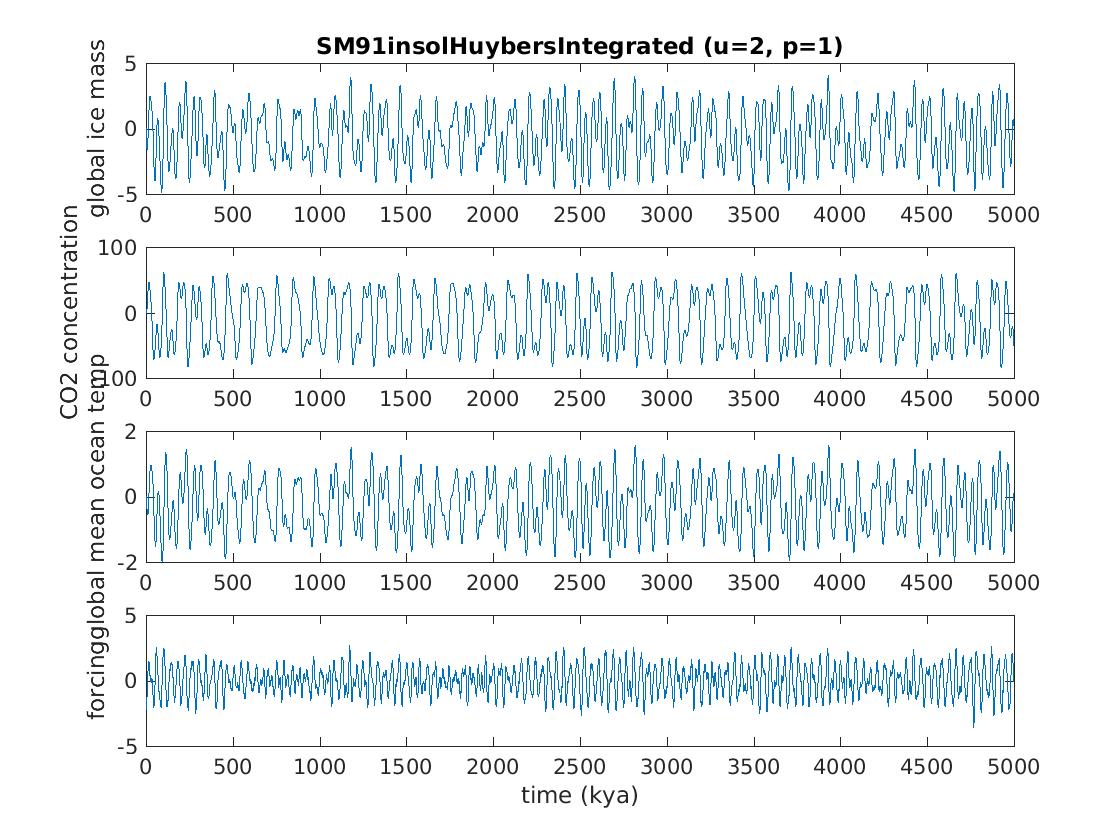 SM91insolHuybersIntegrated (u=2, p=1)
global ice mass
5
0
-5
0 500 1000 1500 2000 2500 3000 3500 4000 4500 5000
CO2 concentration
100
0
100
0 500 1000 1500 2000 2500 3000 3500 4000 4500 5000
global mean ocean temp
2
0
-2
0 500 1000 1500 2000 2500 3000 3500 4000 4500 5000
forcing
5
0
-5
0 500 1000 1500 2000 2500 3000 3500 4000 4500 5000
time (kya)